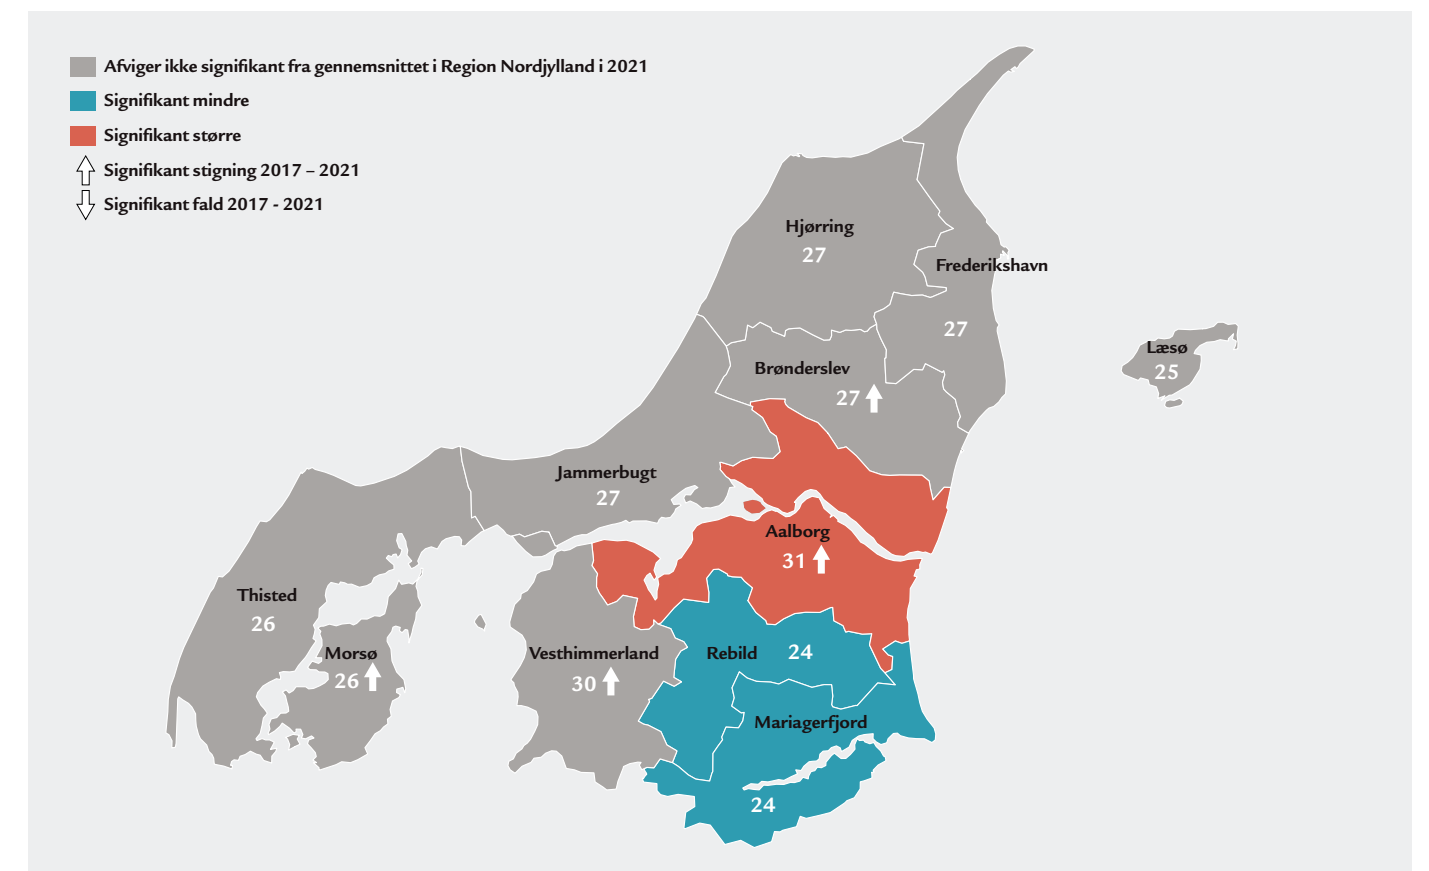 Afviger ikke signifikant fra gennemsnittet i Region Nordjylland i 2021
Signifikant mindre
Signifikant større
Signifikant stigning 2017 – 2021
Signifikant fald 2017 - 2021
Hjørring
27
Frederikshavn
27
Læsø
25
Brønderslev
27
Jammerbugt
27
Aalborg
31
Thisted
26
Morsø
26
Vesthimmerland
30
Rebild 24
Mariagerfjord
24